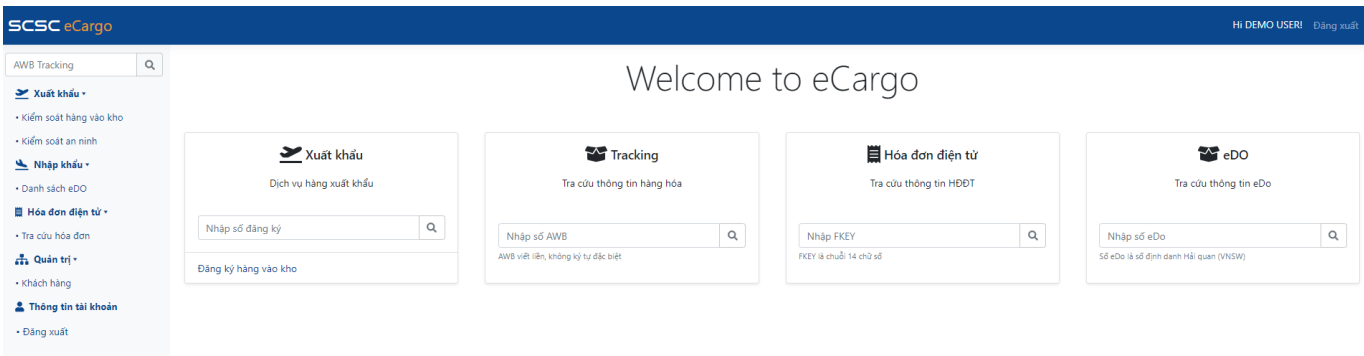 SCSC eCargo
Hi DEMO USER! Đăng xuất
AWB Tracking
Xuất khẩu
• Kiểm soát hàng vào kho
• Kiểm soát an ninh
Nhập khẩu
• Danh sách eDO
Hóa đơn điện tử
• Tra cứu hóa đơn
Quản trị
• Khách hàng
Thông tin tài khoản
• Đăng xuất
Welcome to eCargo
Xuất khẩu
Dịch vụ hàng xuất khẩu
Nhập số đăng ký
Đăng ký hàng vào kho
Tracking
Tra cứu thông tin hàng hóa
Nhập số AWB
AWB viết liền, không ký tự đặc biệt
Hóa đơn điện tử
Tra cứu thông tin HĐĐT
Nhập FKEY
FKEY là chuỗi 14 chữ số
eDO
Tra cứu thông tin eDo
Nhập số eDo
Số eDo là số định danh Hải quan (VNSW)